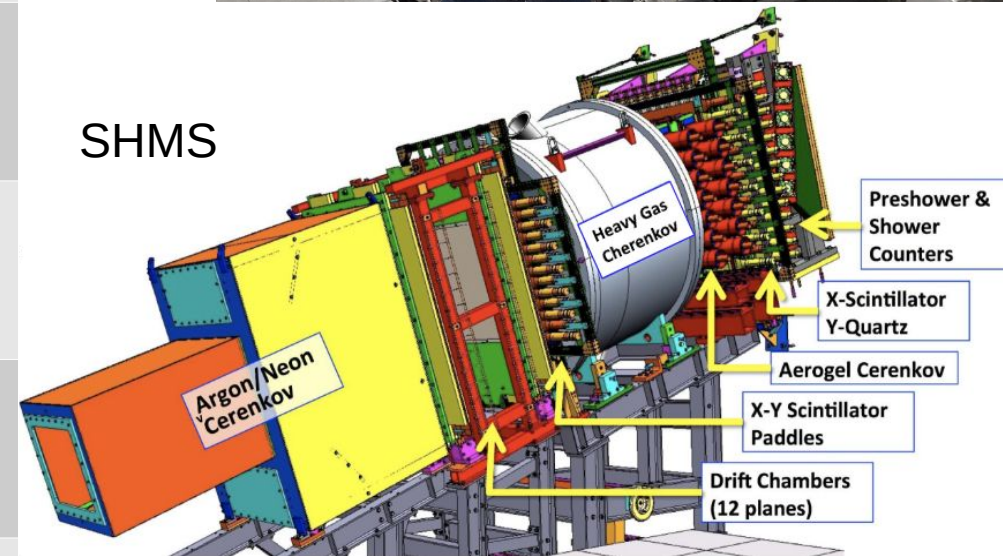 SHMS
Argon/Neon
Cerenkov
Heavy Gas
Cherenkov
Preshower &
Shower
Counters
X-Scintillator
Y-Quartz
Aerogel Cerenkov
X-Y Scintillator
Paddles
Drift Chambers
(12 planes)